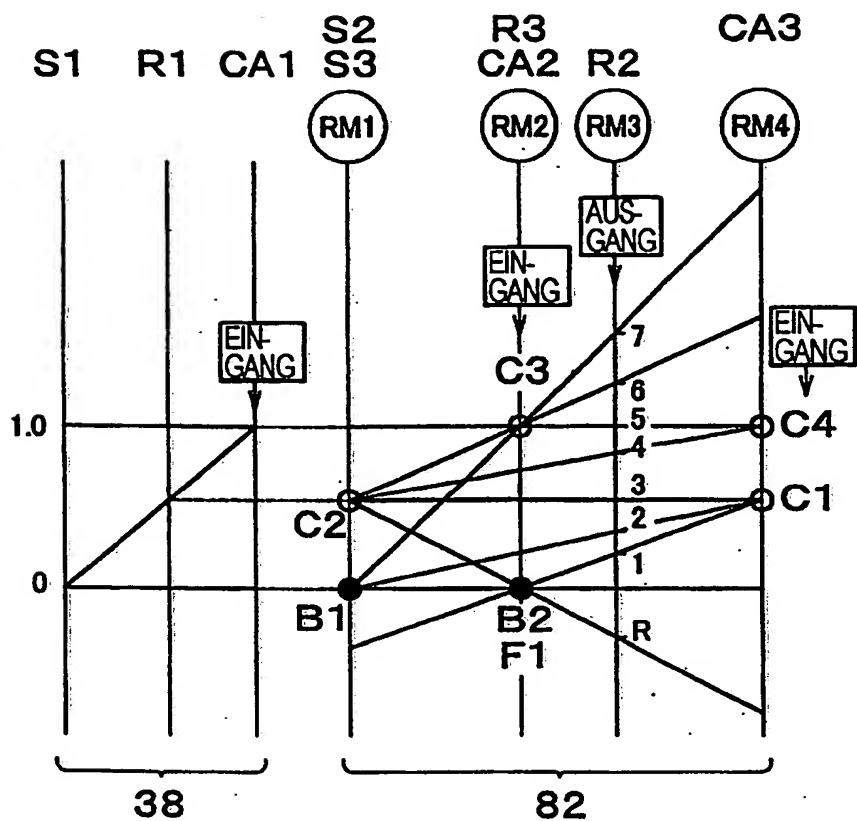 S2 R3 CA3
S1 R1 CA1 S3 CA2 R2
RM1 RM2 RM3 RM4
AUS-
GANG
EIN-
GANG
EIN-
GANG
EIN-
GANG
7
C3
6
1.0
5
C4
4
3
C2
C1
2
1
0
B1
B2
R
F1
38
82